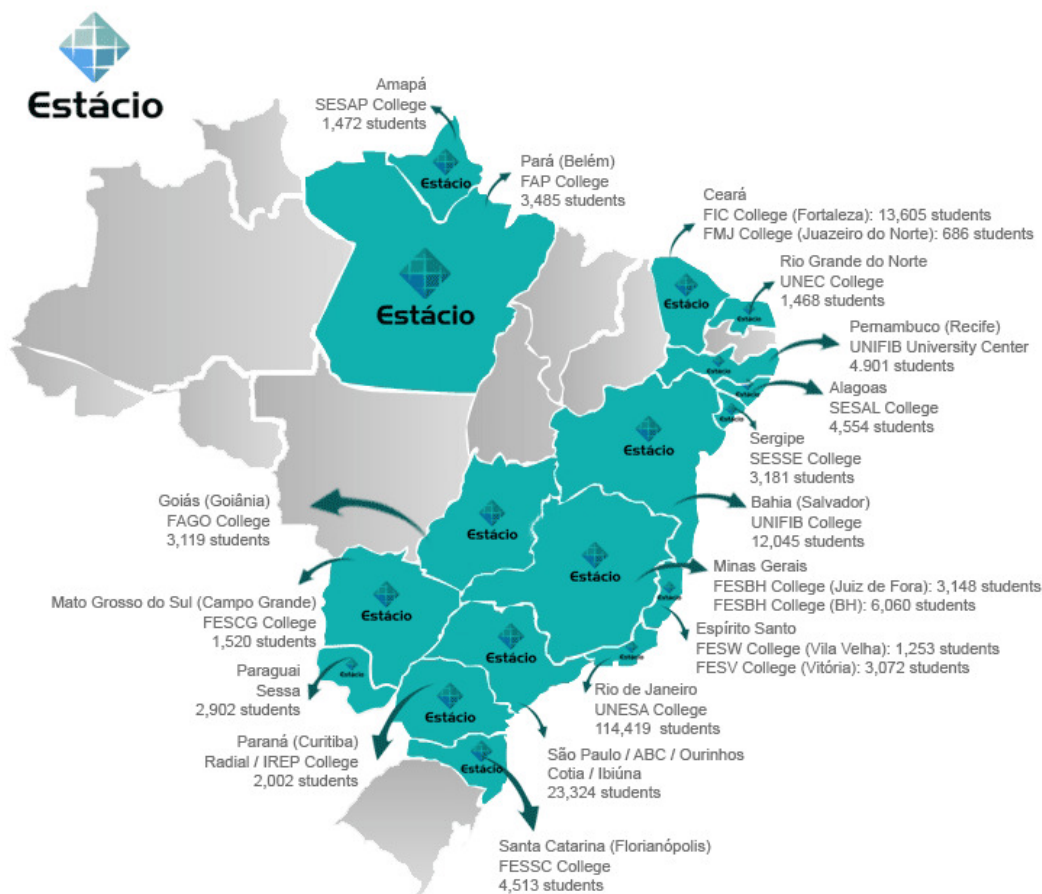 Estácio
Amapá
SESAP College
1,472 students
Estácio
Pará (Belém)
FAP College
3,485 students
Estácio
Ceará
FIC College (Fortaleza): 13,605 students
FMJ College (Juazeiro do Norte): 686 students
Estácio
Rio Grande do Norte
UNEC College
1,468 students
Estácio
Pernambuco (Recife)
UNIFIB University Center
4.901 students
Estácio
Alagoas
SESAL College
4,554 students
Estácio
Sergipe
SESSE College
3,181 students
Estácio
Bahia (Salvador)
UNIFIB College
12,045 students
Estácio
Goiás (Goiânia)
FAGO College
3,119 students
Estácio
Minas Gerais
FESBH College (Juiz de Fora): 3,148 students
FESBH College (BH): 6,060 students
Estácio
Mato Grosso do Sul (Campo Grande)
FESCG College
1,520 students
Estácio
Espírito Santo
FESW College (Vila Velha): 1,253 students
FESV College (Vitória): 3,072 students
Estácio
Paraguai
Sessa
2,902 students
Estácio
Rio de Janeiro
UNESA College
114,419 students
Estácio
Paraná (Curitiba)
Radial / IREP College
2,002 students
Estácio
São Paulo / ABC / Ourinhos
Cotia / Ibiúna
23,324 students
Estácio
Estácio
Santa Catarina (Florianópolis)
FESSC College
4,513 students